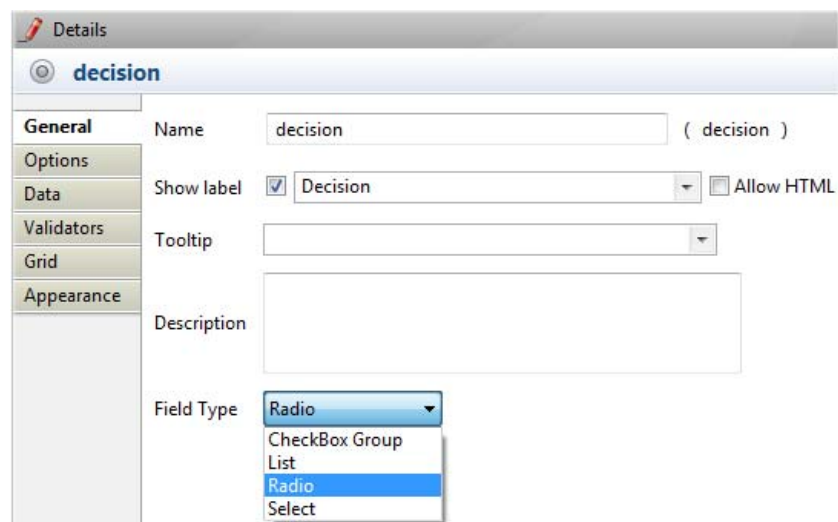 Details
decision
General
Name decision ( decision )
Options
Data
Show label Decision Allow HTML
Validators
Tooltip
Grid
Appearance
Description
Field Type Radio
CheckBox Group
List
Radio
Select